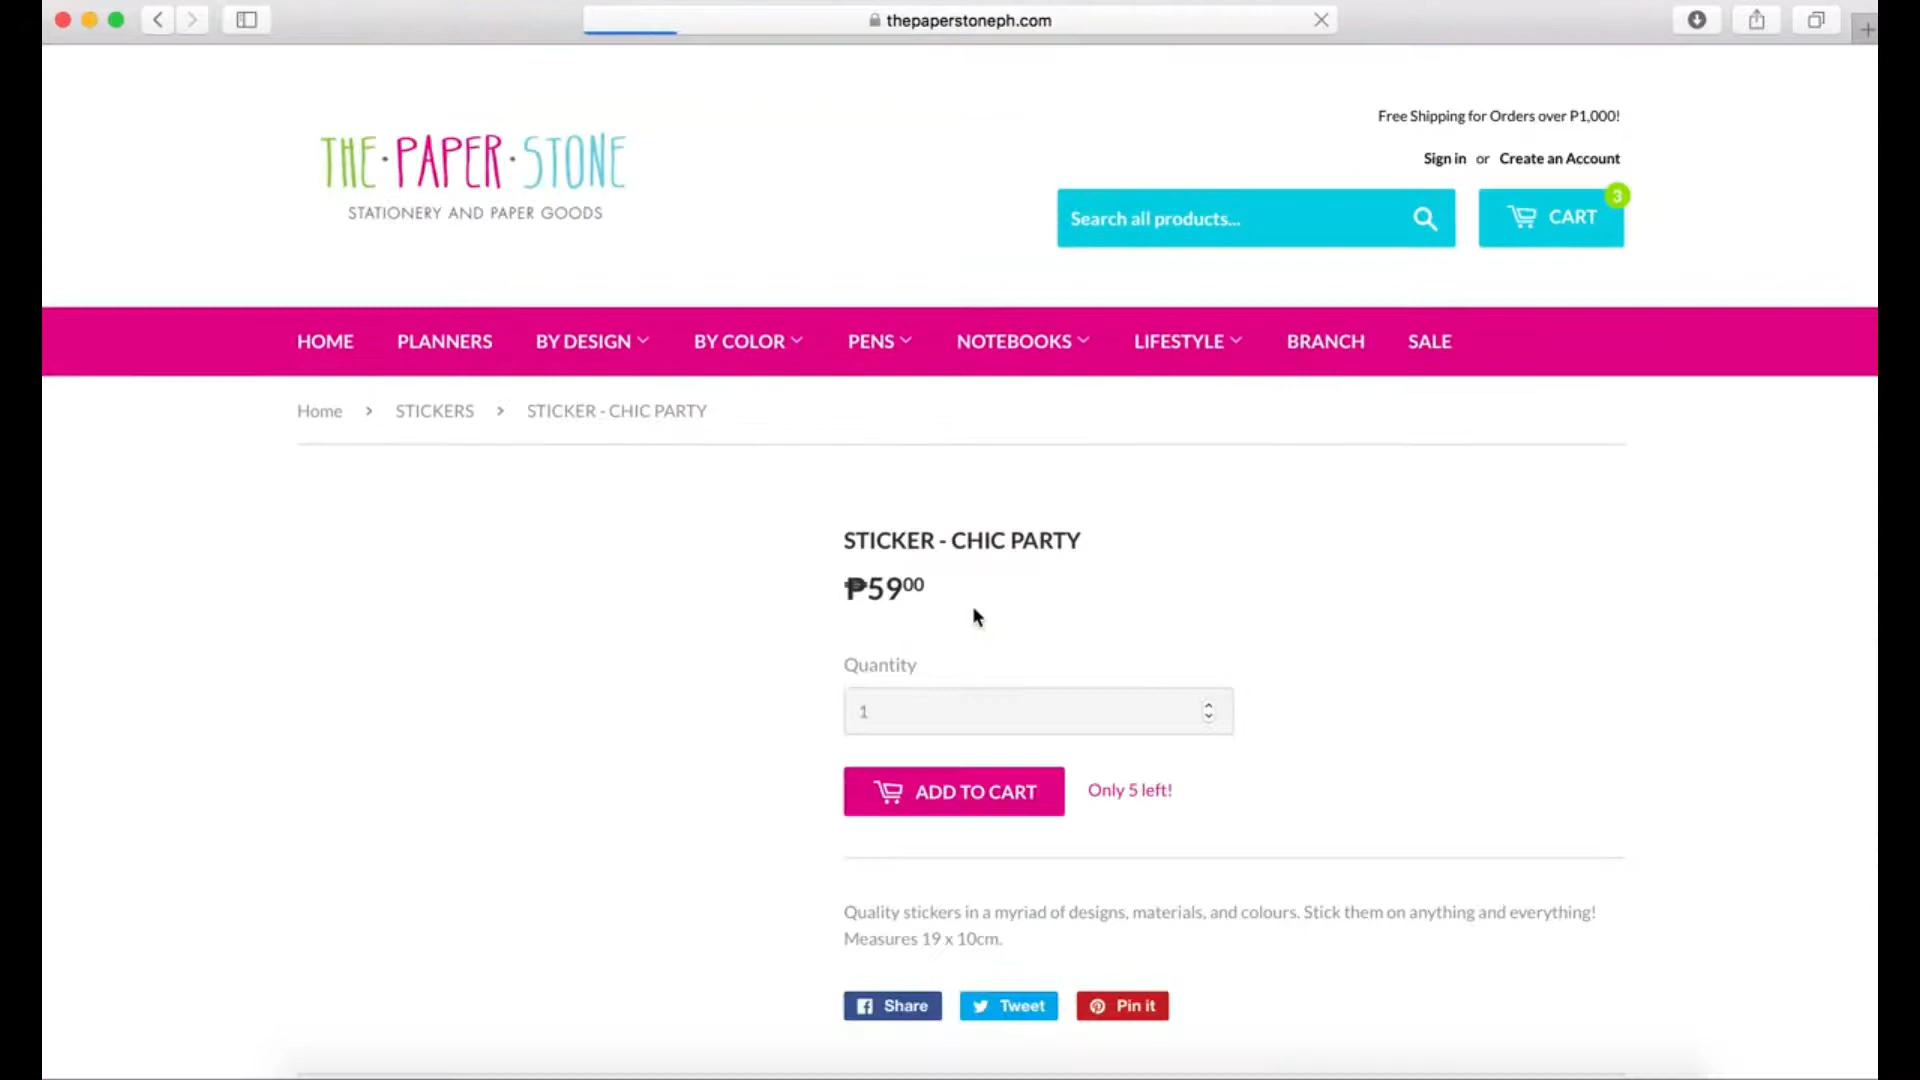 thepaperstoneph.com
Free Shipping for Orders over P1,000!
Sign in or Create an Account
THE·PAPER·STONE
STATIONERY AND PAPER GOODS
Search all products...
CART
3
HOME PLANNERS BY DESIGN BY COLOR PENS NOTEBOOKS LIFESTYLE BRANCH SALE
Home > STICKERS > STICKER - CHIC PARTY
STICKER - CHIC PARTY
₱5900
Quantity
1
ADD TO CART Only 5 left!
Quality stickers in a myriad of designs, materials, and colours. Stick them on anything and everything!
Measures 19 x 10cm.
Share Tweet Pin it